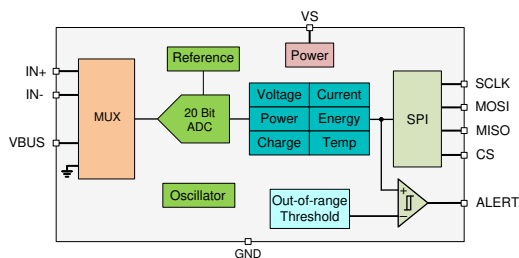 VS
Reference
Power
IN+
IN-
VBUS
MUX
20 Bit
ADC
Voltage
Current
Power
Energy
Charge
Temp
SPI
SCLK
MOSI
MISO
CS
Oscillator
Out-of-range
Threshold
+
−
ALERT
GND